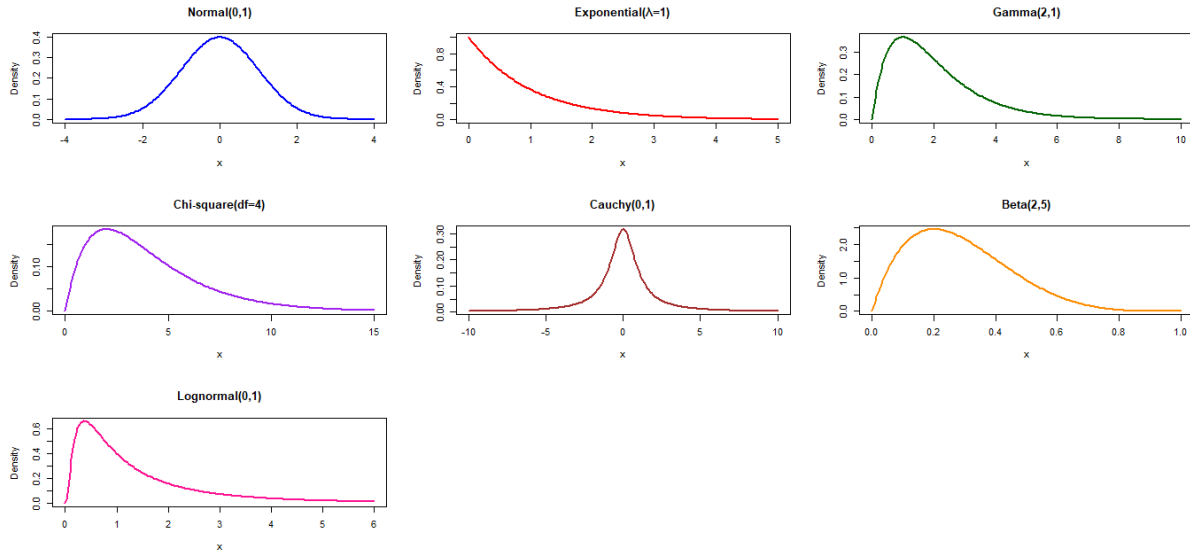 Normal(0,1)
Density
0.0 0.1 0.2 0.3 0.4
-4 -2 0 2 4
x
Exponential(λ=1)
Density
0.0 0.4 0.8
0 1 2 3 4 5
x
Gamma(2,1)
Density
0.0 0.1 0.2 0.3
0 2 4 6 8 10
x
Chi-square(df=4)
Density
0.00 0.10
0 5 10 15
x
Cauchy(0,1)
Density
0.00 0.10 0.20 0.30
-10 -5 0 5 10
x
Beta(2,5)
Density
0.0 1.0 2.0
0.0 0.2 0.4 0.6 0.8 1.0
x
Lognormal(0,1)
Density
0.0 0.2 0.4 0.6
0 1 2 3 4 5 6
x